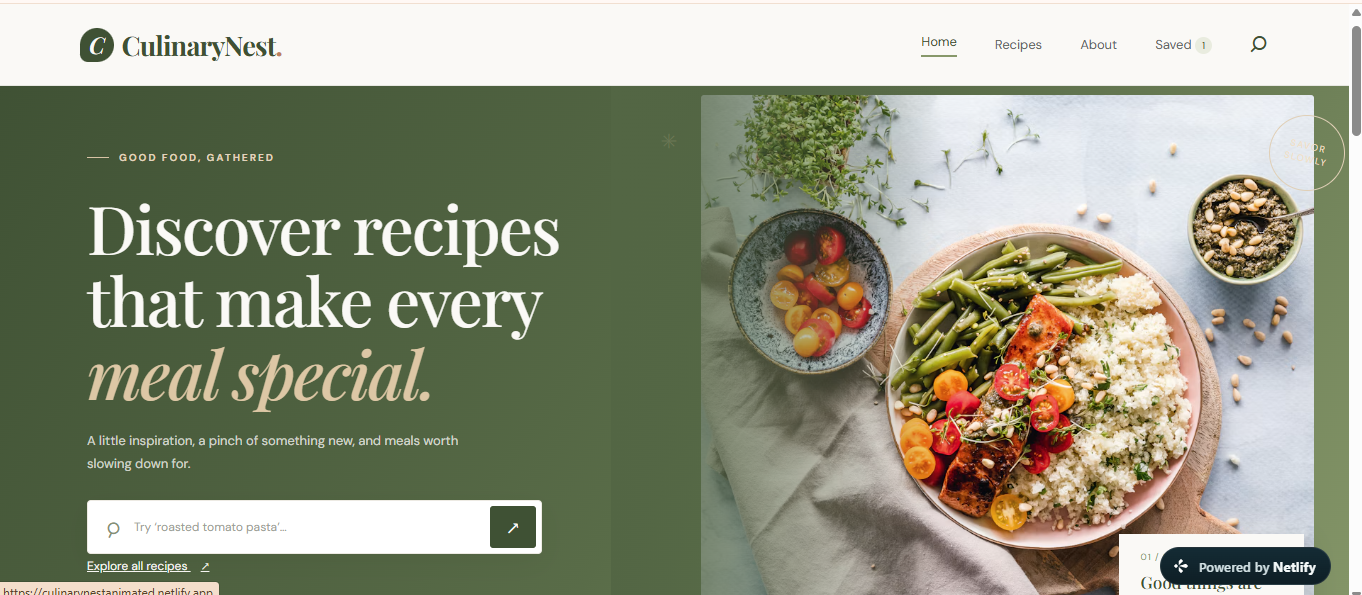 C CulinaryNest.
Home Recipes About Saved 1
GOOD FOOD, GATHERED
Discover recipes
that make every
meal special.
A little inspiration, a pinch of something new, and meals worth
slowing down for.
Try ‘roasted tomato pasta’...
Explore all recipes
01 /
Good things are
Powered by Netlify
https://culinarynestanimated.netlify.app